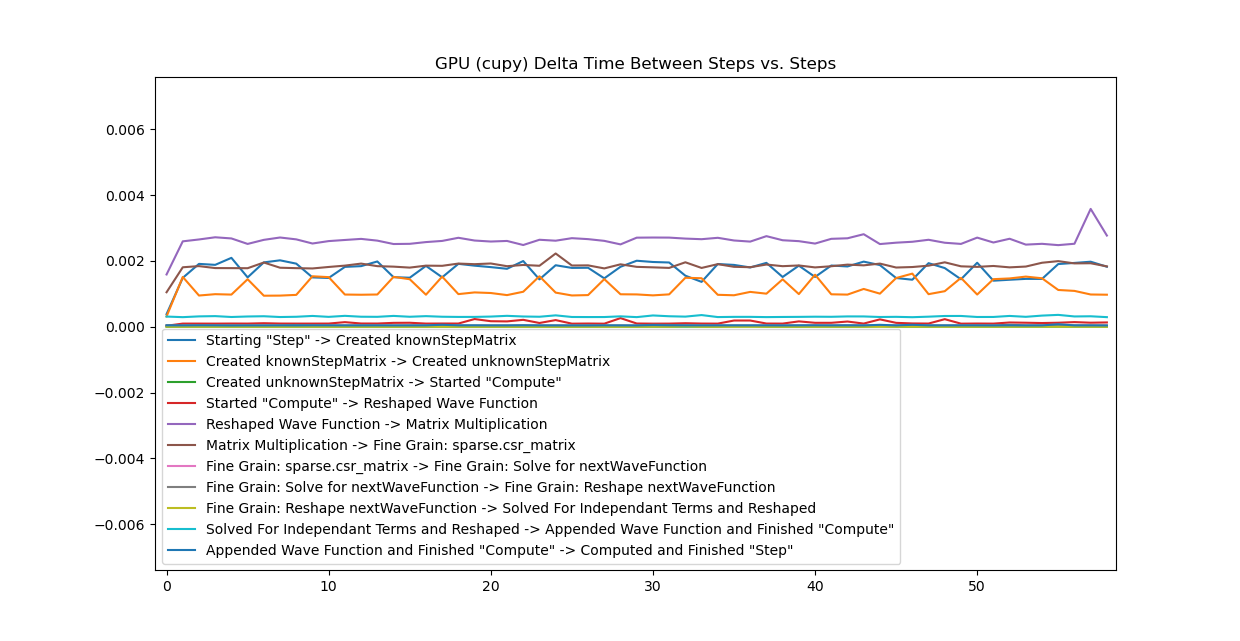 GPU (cupy) Delta Time Between Steps vs. Steps
0.006
0.004
0.002
0.000
−0.002
−0.004
−0.006
Starting "Step" -> Created knownStepMatrix
Created knownStepMatrix -> Created unknownStepMatrix
Created unknownStepMatrix -> Started "Compute"
Started "Compute" -> Reshaped Wave Function
Reshaped Wave Function -> Matrix Multiplication
Matrix Multiplication -> Fine Grain: sparse.csr_matrix
Fine Grain: sparse.csr_matrix -> Fine Grain: Solve for nextWaveFunction
Fine Grain: Solve for nextWaveFunction -> Fine Grain: Reshape nextWaveFunction
Fine Grain: Reshape nextWaveFunction -> Solved For Independant Terms and Reshaped
Solved For Independant Terms and Reshaped -> Appended Wave Function and Finished "Compute"
Appended Wave Function and Finished "Compute" -> Computed and Finished "Step"
0 10 20 30 40 50